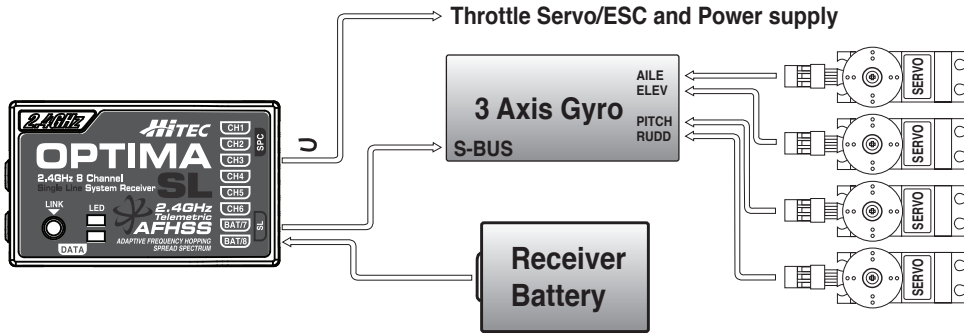 Throttle Servo/ESC and Power supply
3 Axis Gyro
AILE
ELEV
PITCH
RUDD
S-BUS
SERVO
SERVO
SERVO
SERVO
2.4GHz
HiTEC
OPTIMA
SL
2.4GHz 8 Channel
Single Line System Receiver
2.4GHz
Telemetric
AFHSS
ADAPTIVE FREQUENCY HOPPING
SPREAD SPECTRUM
LINK
LED
DATA
CH1
CH2
CH3
CH4
CH5
CH6
BAT/7
BAT/8
SPC
SL
Receiver
Battery